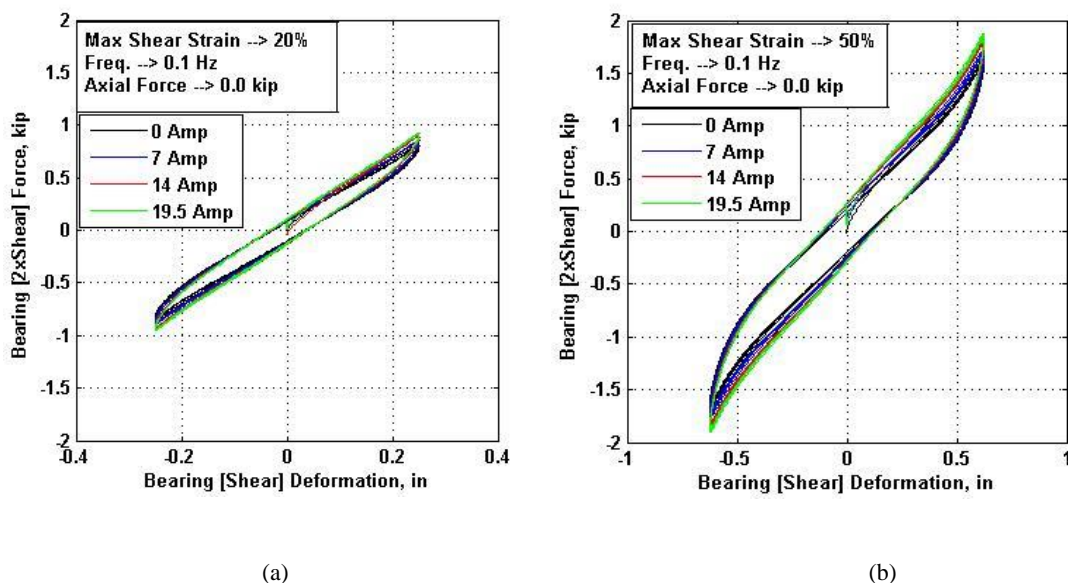 Max Shear Strain --> 20%
Freq. --> 0.1 Hz
Axial Force --> 0.0 kip
0 Amp
7 Amp
14 Amp
19.5 Amp
2
1.5
1
0.5
0
-0.5
-1
-1.5
-2
-0.4
-0.2
0
0.2
0.4
Bearing [2xShear] Force, kip
Bearing [Shear] Deformation, in
(a)
Max Shear Strain --> 50%
Freq. --> 0.1 Hz
Axial Force --> 0.0 kip
0 Amp
7 Amp
14 Amp
19.5 Amp
2
1.5
1
0.5
0
-0.5
-1
-1.5
-2
-1
-0.5
0
0.5
1
Bearing [2xShear] Force, kip
Bearing [Shear] Deformation, in
(b)